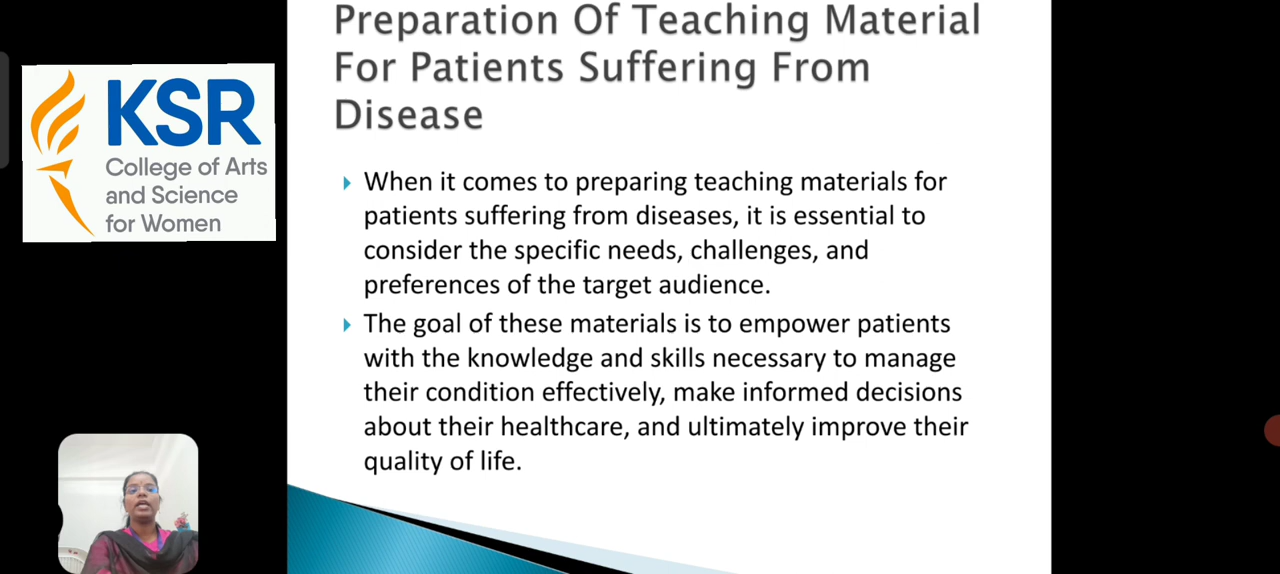 Preparation Of Teaching Material
For Patients Suffering From
Disease
KSR
College of Arts
and Science
for Women
When it comes to preparing teaching materials for
patients suffering from diseases, it is essential to
consider the specific needs, challenges, and
preferences of the target audience.
The goal of these materials is to empower patients
with the knowledge and skills necessary to manage
their condition effectively, make informed decisions
about their healthcare, and ultimately improve their
quality of life.